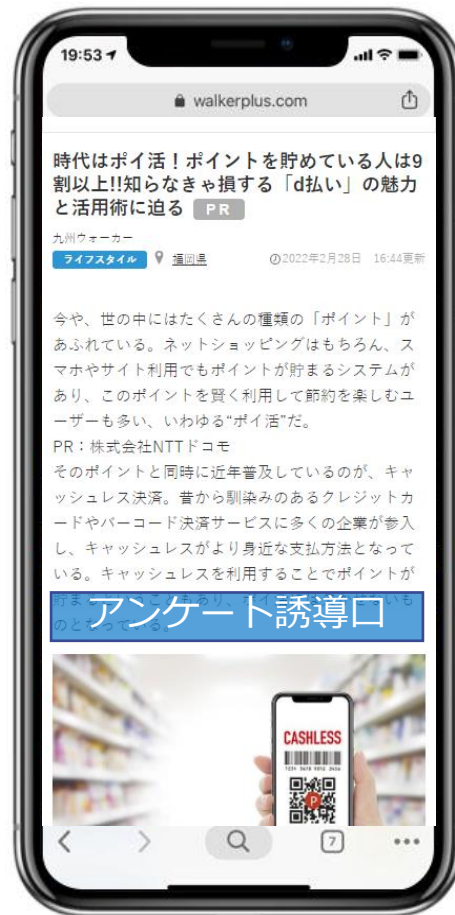 19:53
walkerplus.com
時代はポイ活！ポイントを貯めている人は9
割以上!!知らなきゃ損する「d払い」の魅力
と活用術に迫る PR
九州ウォーカー
ライフスタイル 福岡県 2022年2月28日 16:44更新
今や、世の中にはたくさんの種類の「ポイント」が
あふれている。ネットショッピングはもちろん、ス
マホやサイト利用でもポイントが貯まるシステムが
あり、このポイントを賢く利用して節約を楽しむユ
ーザーも多い、いわゆる“ポイ活”だ。
PR：株式会社NTTドコモ
そのポイントと同時に近年普及しているのが、キャ
ッシュレス決済。昔から馴染みのあるクレジットカ
ードやバーコード決済サービスに多くの企業が参入
し、キャッシュレスがより身近な支払方法となって
いる。キャッシュレスを利用することでポイントが
アンケート誘導口
CASHLESS
P
7